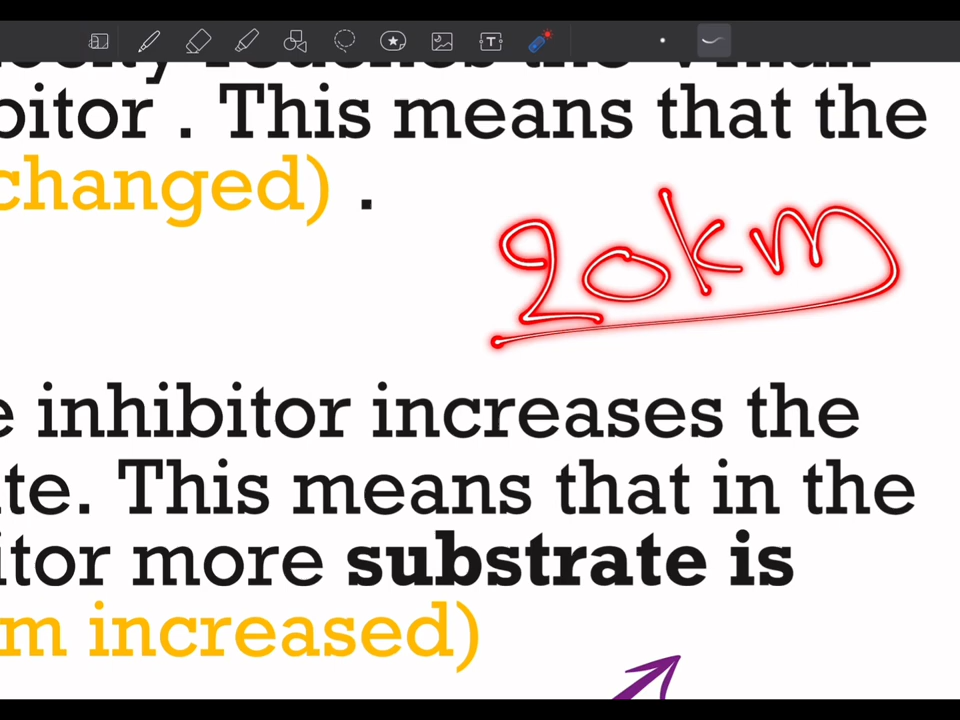 bitor . This means that the
changed) .
20km
e inhibitor increases the
te. This means that in the
itor more substrate is
m increased)